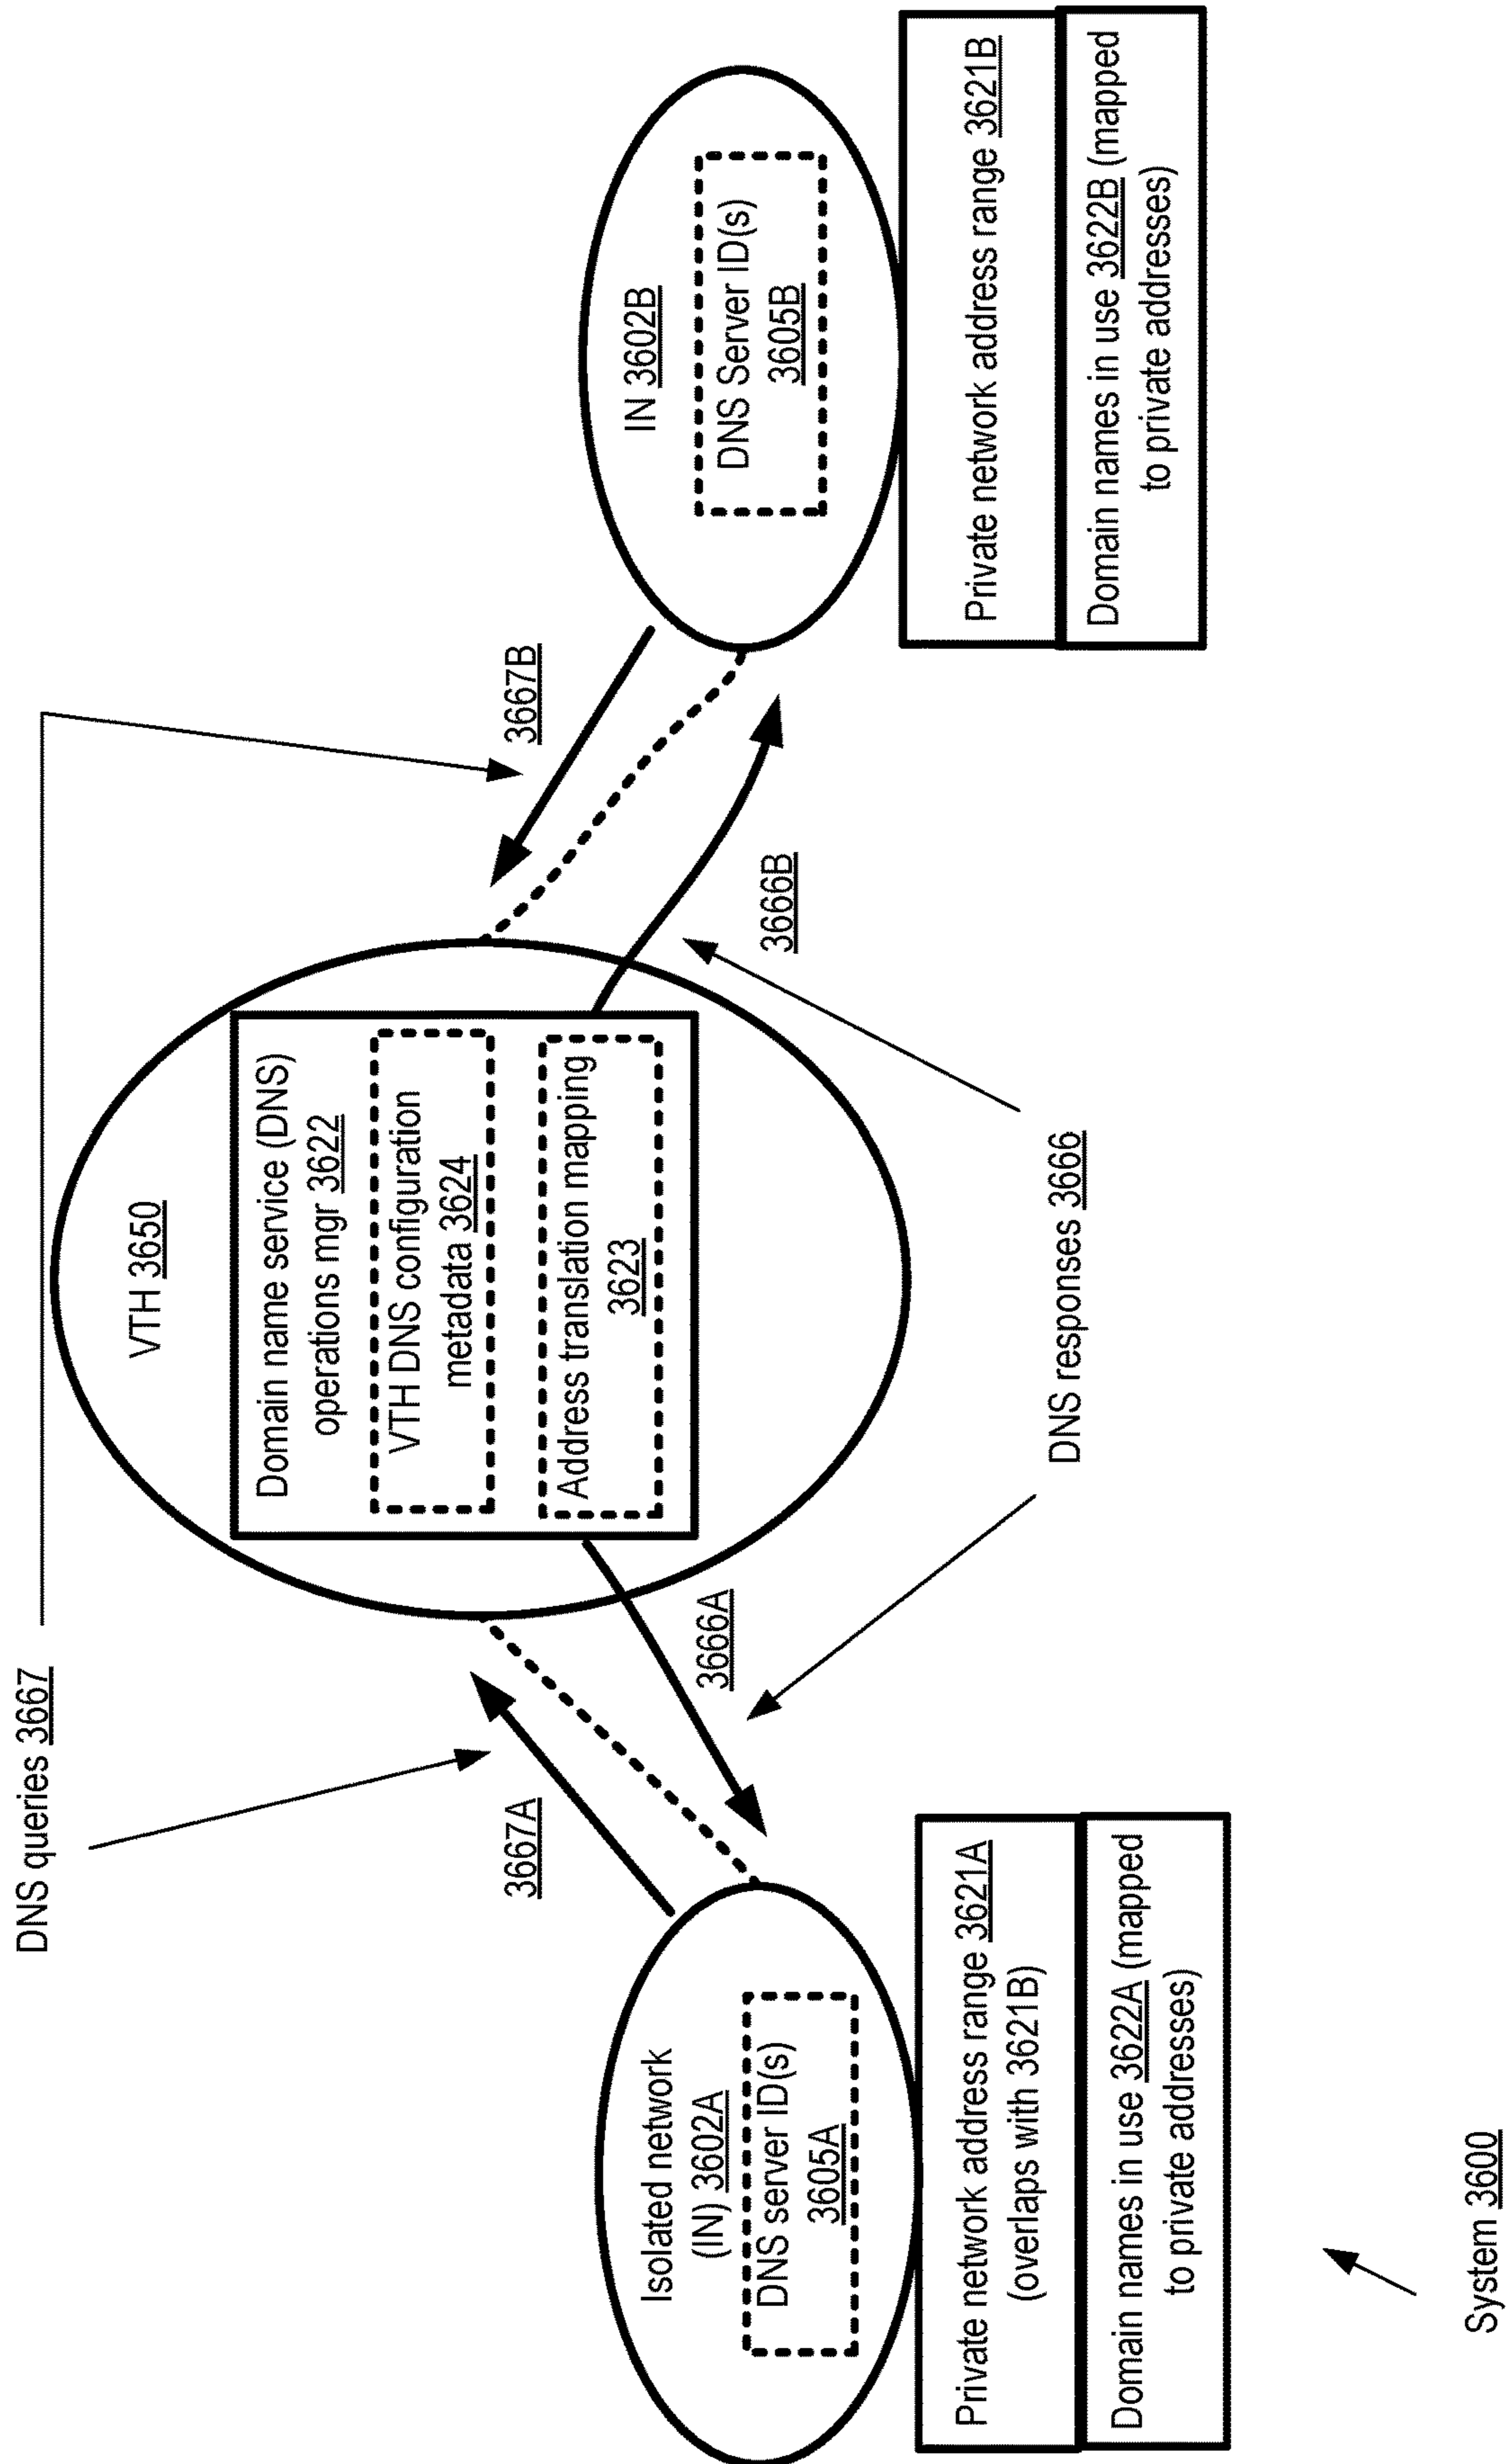 DNS queries 3667
VTH 3650
Domain name service (DNS)
operations mgr 3622
VTH DNS configuration
metadata 3624
Address translation mapping
3623
3667A
3667B
3666A
3666B
Isolated network
(IN) 3602A
DNS server ID(s)
3605A
IN 3602B
DNS Server ID(s)
3605B
Private network address range 3621A
(overlaps with 3621B)
Domain names in use 3622A (mapped
to private addresses)
DNS responses 3666
Private network address range 3621B
Domain names in use 3622B (mapped
to private addresses)
System 3600